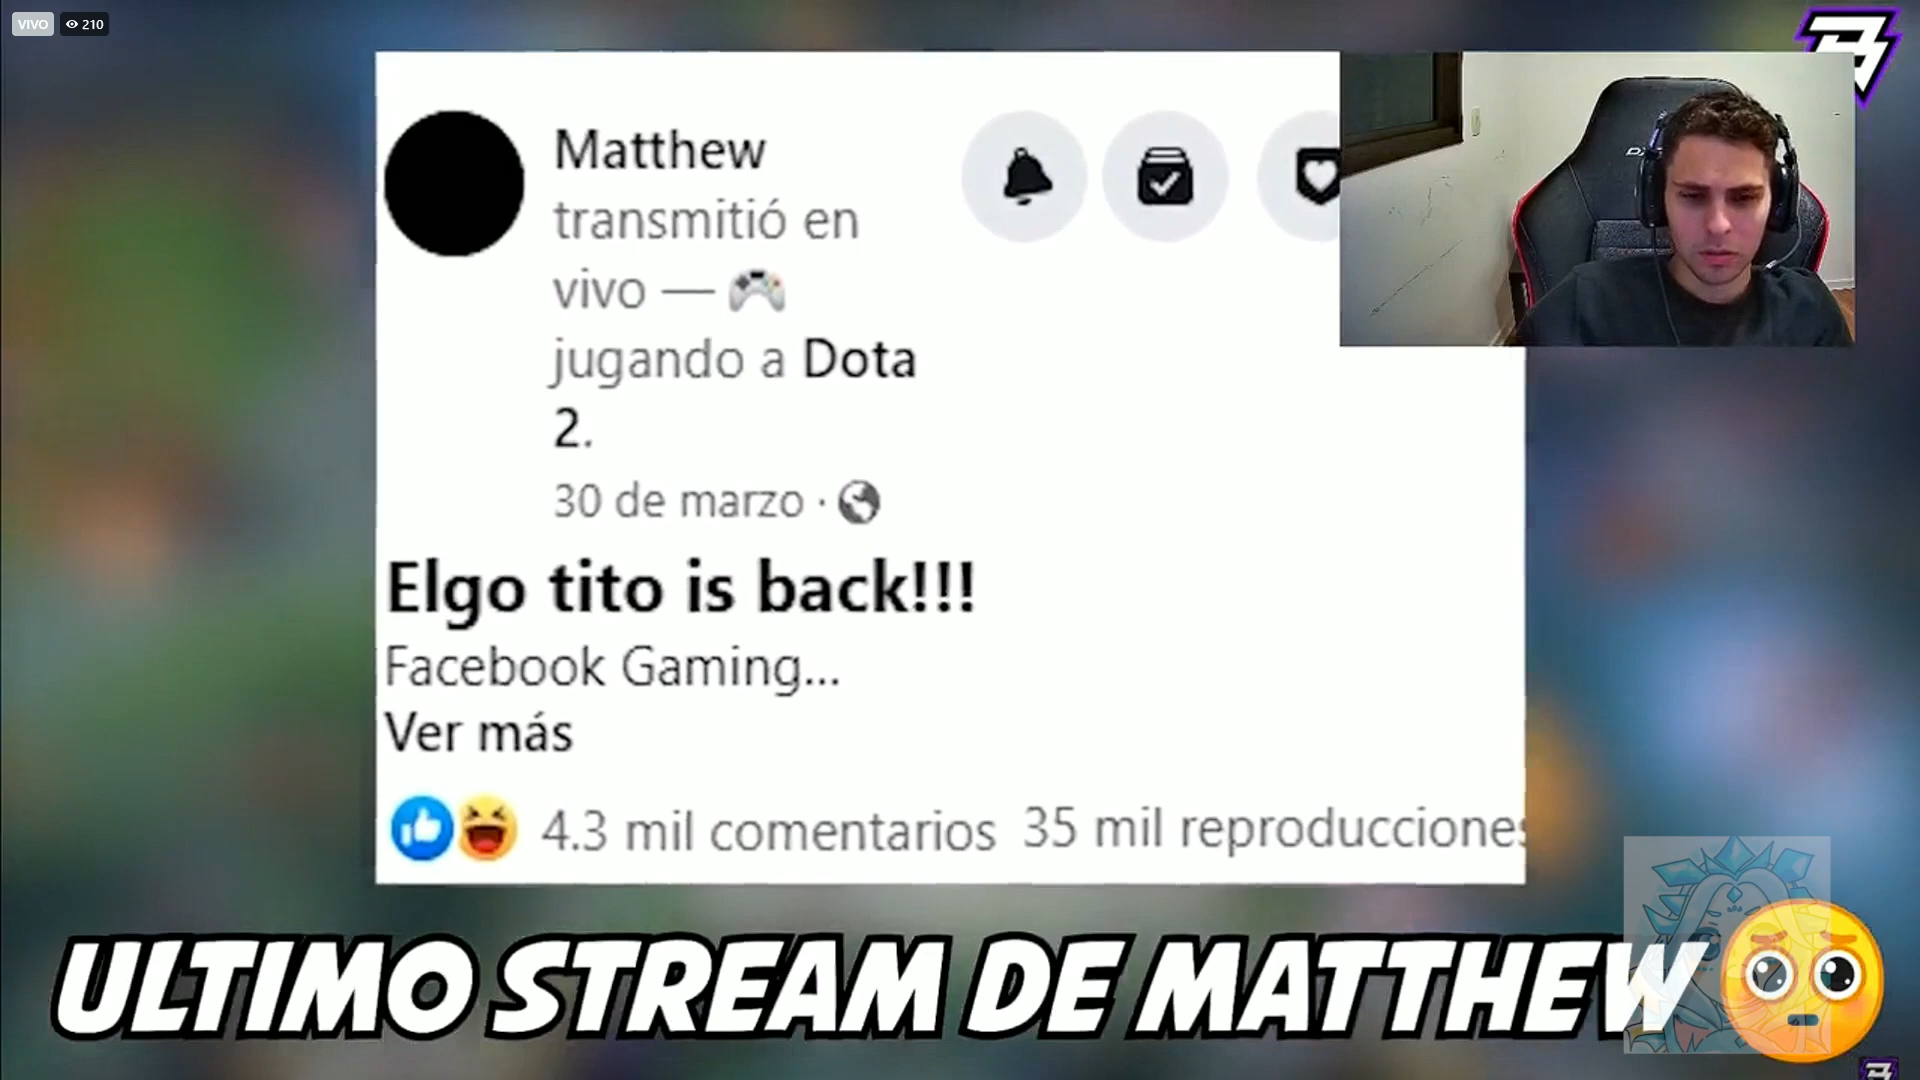 VIVO 210
Matthew
transmitió en
vivo —
jugando a Dota
2.
30 de marzo ·
Elgo tito is back!!!
Facebook Gaming...
Ver más
4.3 mil comentarios 35 mil reproducciones
ULTIMO STREAM DE MATTHEW